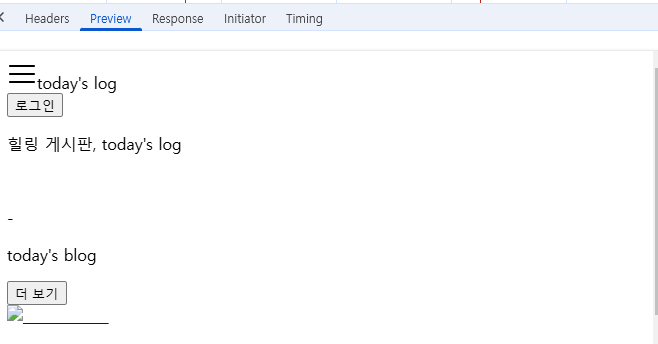 Headers Preview Response Initiator Timing
today's log
로그인
힐링 게시판, today's log
-
today's blog
더 보기